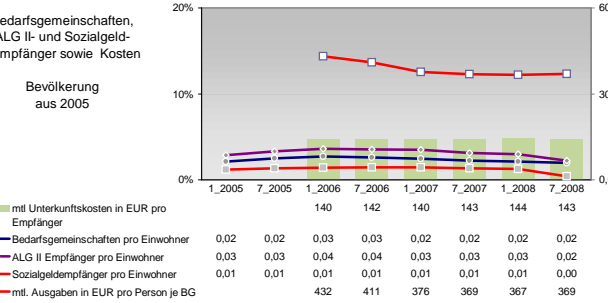 edarfsgemeinschaften,
ALG II- und Sozialgeld-
mpfänger sowie Kosten
Bevölkerung
aus 2005
20%
10%
0%
60
30
0,
1_2005 7_2005 1_2006 7_2006 1_2007 7_2007 1_2008 7_2008
mtl Unterkunftskosten in EUR pro Empfänger 140 142 140 143 144 143
Bedarfsgemeinschaften pro Einwohner 0,02 0,02 0,03 0,03 0,02 0,02 0,02 0,02
ALG II Empfänger pro Einwohner 0,03 0,03 0,04 0,04 0,03 0,03 0,03 0,02
Sozialgeldempfänger pro Einwohner 0,01 0,01 0,01 0,01 0,01 0,01 0,01 0,00
mtl. Ausgaben in EUR pro Person je BG 432 411 376 369 367 369